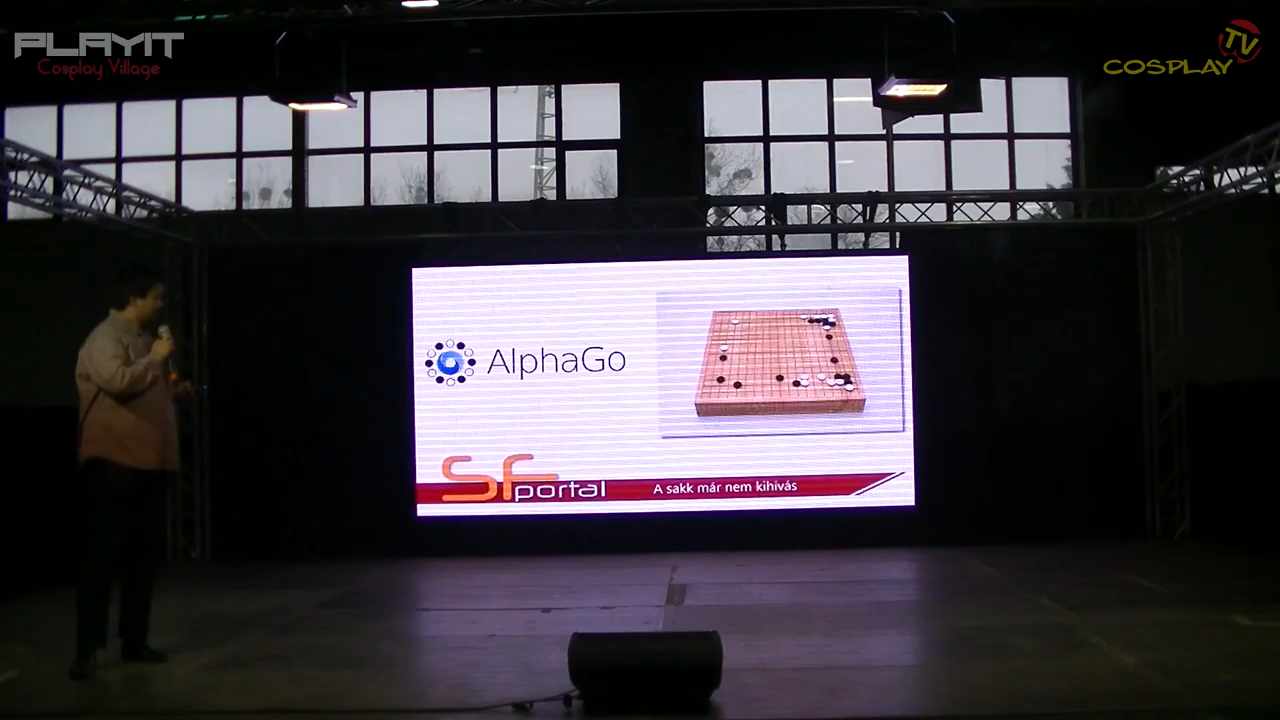 PLAYIT
Cosplay Village
TV
COSPLAY
AlphaGo
SF
portal
A sakk már nem kihívás